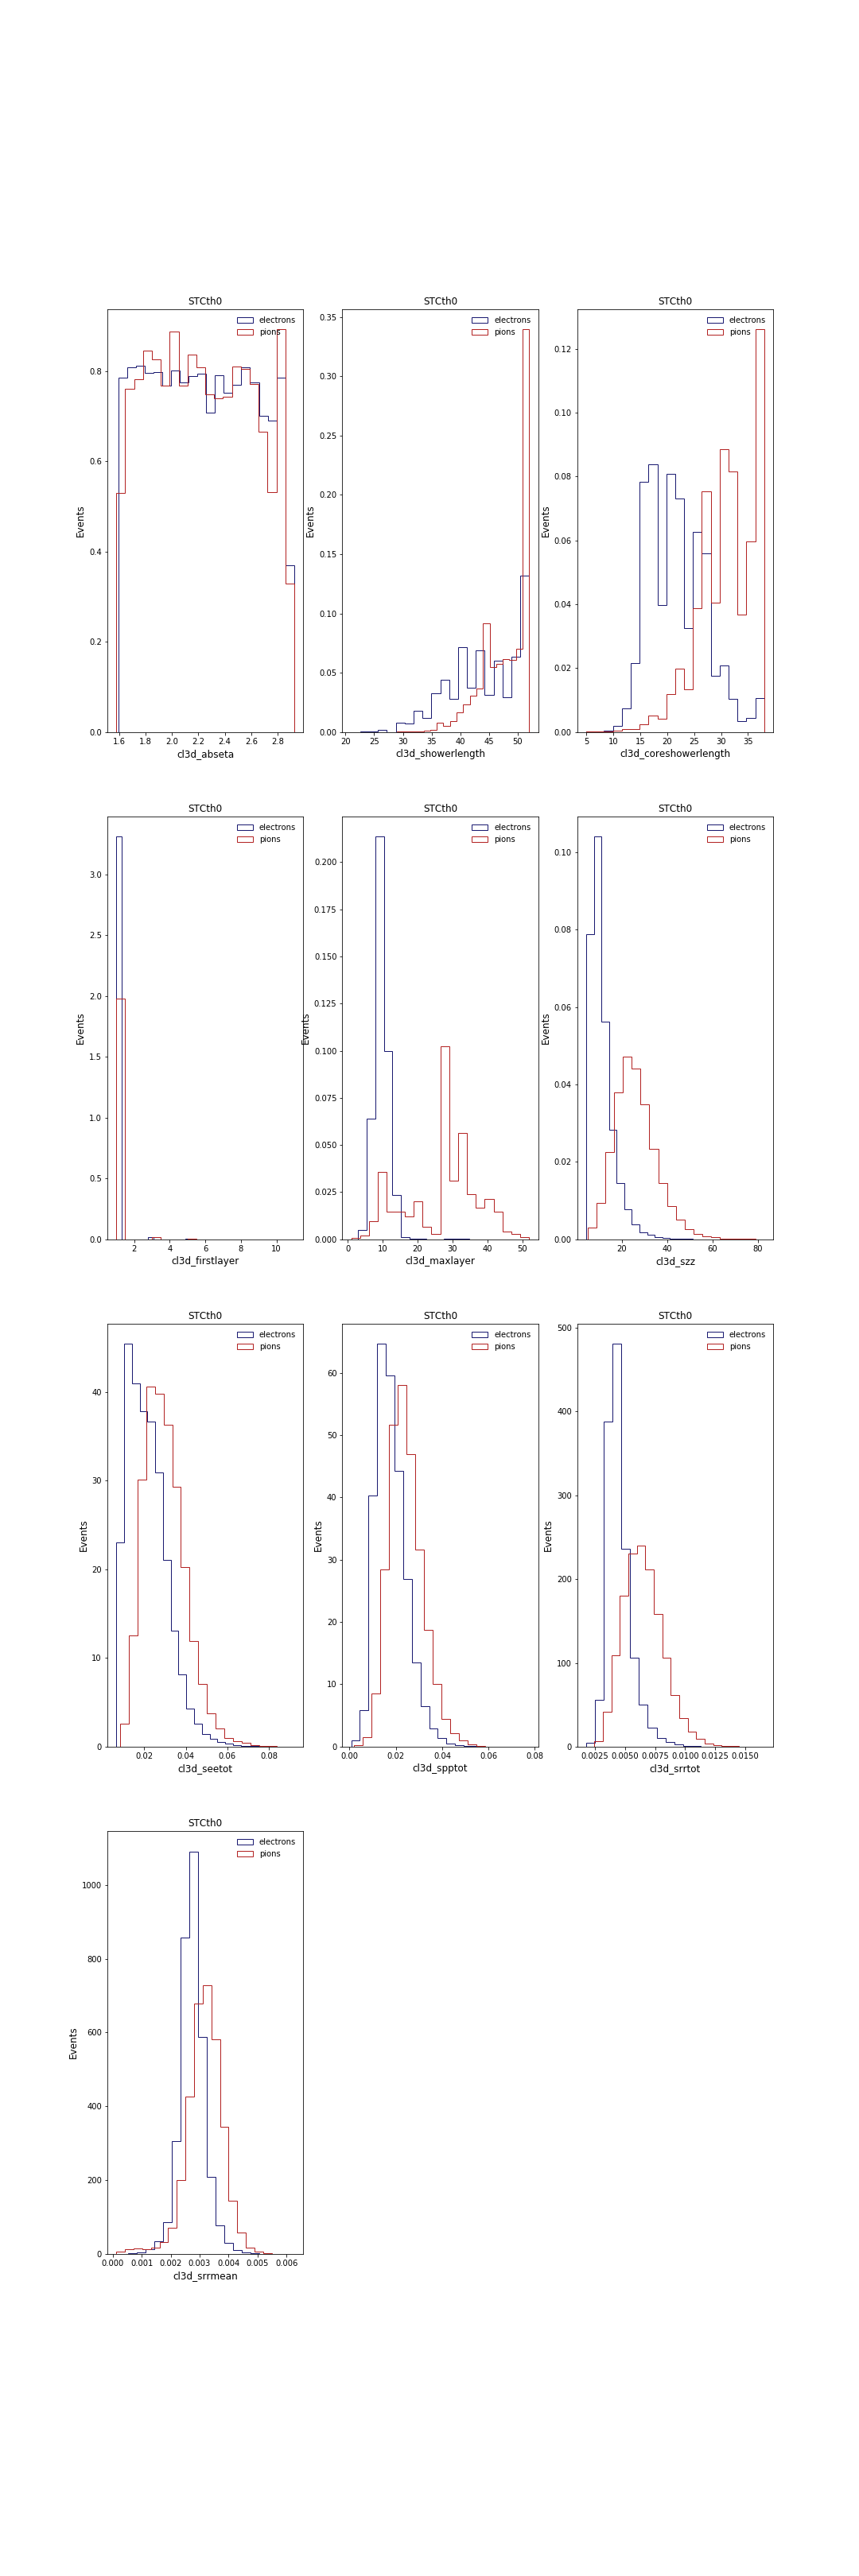 STCth0 STCth0 STCth0
electrons electrons electrons
pions pions pions
0.8
0.6
0.4
0.2
0.0
Events
1.6 1.8 2.0 2.2 2.4 2.6 2.8
cl3d_abseta
0.35
0.30
0.25
0.20
0.15
0.10
0.05
0.00
Events
20 25 30 35 40 45 50
cl3d_showerlength
0.12
0.10
0.08
0.06
0.04
0.02
0.00
Events
5 10 15 20 25 30 35
cl3d_coreshowerlength
STCth0 STCth0 STCth0
electrons electrons electrons
pions pions pions
3.0
2.5
2.0
1.5
1.0
0.5
0.0
Events
2 4 6 8 10
cl3d_firstlayer
0.200
0.175
0.150
0.125
0.100
0.075
0.050
0.025
0.000
Events
0 10 20 30 40 50
cl3d_maxlayer
0.10
0.08
0.06
0.04
0.02
0.00
Events
20 40 60 80
cl3d_szz
STCth0 STCth0 STCth0
electrons electrons electrons
pions pions pions
40
30
20
10
0
Events
0.02 0.04 0.06 0.08
cl3d_seetot
60
50
40
30
20
10
0
Events
0.00 0.02 0.04 0.06 0.08
cl3d_spptot
500
400
300
200
100
0
Events
0.0025 0.0050 0.0075 0.0100 0.0125 0.0150
cl3d_srrtot
STCth0
electrons
pions
1000
800
600
400
200
0
Events
0.000 0.001 0.002 0.003 0.004 0.005 0.006
cl3d_srrmean